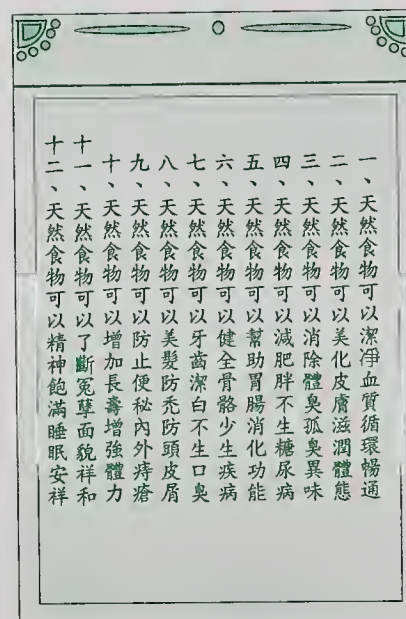 一、天然食物可以潔淨血質循環暢通
二、天然食物可以美化皮膚滋潤體態
三、天然食物可以消除體臭孤臭異味
四、天然食物可以減肥胖不生糖尿病
五、天然食物可以幫助胃腸消化功能
六、天然食物可以健全骨骼少生疾病
七、天然食物可以牙齒潔白不生口臭
八、天然食物可以美髮防禿防頭皮屑
九、天然食物可以防止便秘內外痔瘡
十、天然食物可以增加長壽增強體力
十一、天然食物可以了斷冤孽面貌祥和
十二、天然食物可以精神飽滿睡眠安祥